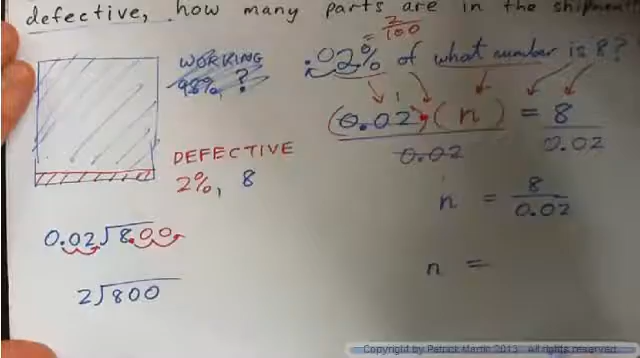 defective, how many parts are in the shipment
= 2/100
WORKING
98%, ?
.02% of what number is 8?
(0.02)·(n) = 8
0.02 0.02
DEFECTIVE
2%, 8
n = 8/0.02
0.02)8.00
n =
2)800
Copyright by Patrick Martin 2013 All rights reserved